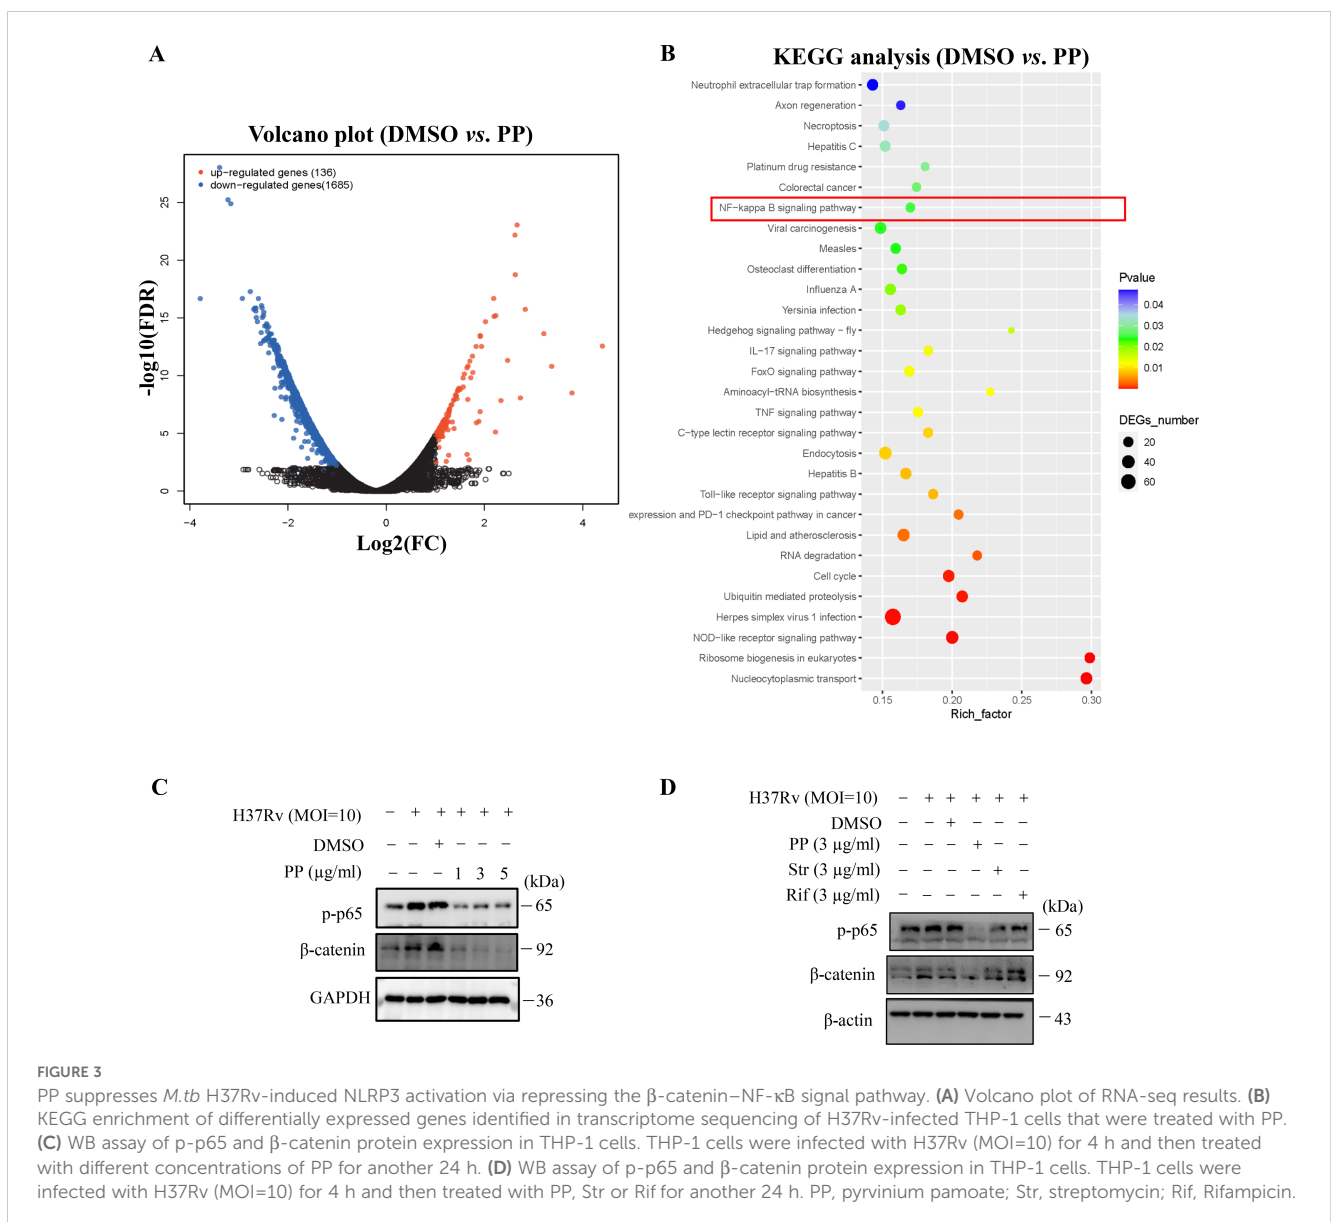 A
Volcano plot (DMSO vs. PP)
up−regulated genes (136)
down−regulated genes(1685)
-log10(FDR)
25
20
15
10
5
0
−4
−2
0
2
4
Log2(FC)
B
KEGG analysis (DMSO vs. PP)
Neutrophil extracellular trap formation
Axon regeneration
Necroptosis
Hepatitis C
Platinum drug resistance
Colorectal cancer
NF−kappa B signaling pathway
Viral carcinogenesis
Measles
Osteoclast differentiation
Influenza A
Yersinia infection
Hedgehog signaling pathway − fly
IL−17 signaling pathway
FoxO signaling pathway
Aminoacyl−tRNA biosynthesis
TNF signaling pathway
C−type lectin receptor signaling pathway
Endocytosis
Hepatitis B
Toll−like receptor signaling pathway
expression and PD−1 checkpoint pathway in cancer
Lipid and atherosclerosis
RNA degradation
Cell cycle
Ubiquitin mediated proteolysis
Herpes simplex virus 1 infection
NOD−like receptor signaling pathway
Ribosome biogenesis in eukaryotes
Nucleocytoplasmic transport
0.15
0.20
0.25
0.30
Rich_factor
Pvalue
0.04
0.03
0.02
0.01
DEGs_number
20
40
60
C
H37Rv (MOI=10) − + + + + +
DMSO − − + − − −
PP (µg/ml) − − − 1 3 5
(kDa)
p-p65 65
β-catenin 92
GAPDH 36
D
H37Rv (MOI=10) − + + + + +
DMSO − − + − − −
PP (3 µg/ml) − − − + − −
Str (3 µg/ml) − − − − + −
Rif (3 µg/ml) − − − − − +
(kDa)
p-p65 65
β-catenin 92
β-actin 43
FIGURE 3
PP suppresses M.tb H37Rv-induced NLRP3 activation via repressing the β-catenin–NF-κB signal pathway. (A) Volcano plot of RNA-seq results. (B)
KEGG enrichment of differentially expressed genes identified in transcriptome sequencing of H37Rv-infected THP-1 cells that were treated with PP.
(C) WB assay of p-p65 and β-catenin protein expression in THP-1 cells. THP-1 cells were infected with H37Rv (MOI=10) for 4 h and then treated
with different concentrations of PP for another 24 h. (D) WB assay of p-p65 and β-catenin protein expression in THP-1 cells. THP-1 cells were
infected with H37Rv (MOI=10) for 4 h and then treated with PP, Str or Rif for another 24 h. PP, pyrvinium pamoate; Str, streptomycin; Rif, Rifampicin.